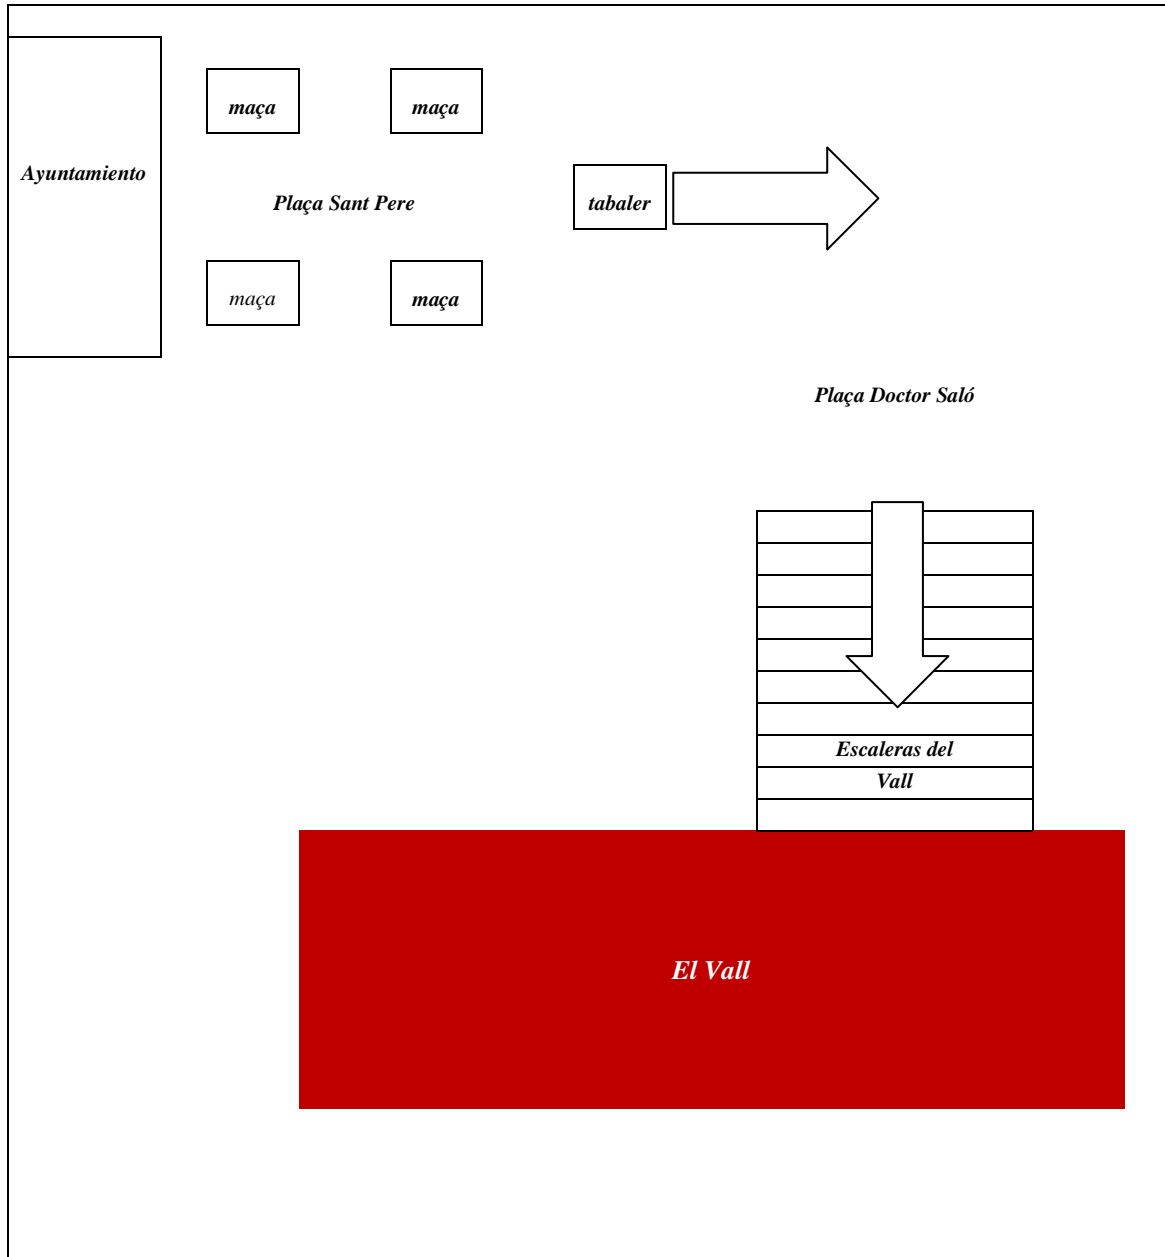 maça
maça
Ayuntamiento
Plaça Sant Pere
tabaler
maça
maça
Plaça Doctor Saló
Escaleras del
Vall
El Vall